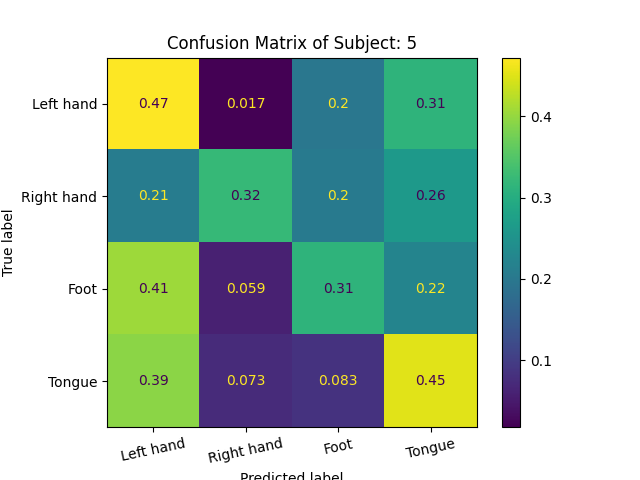 Confusion Matrix of Subject: 5
True label
Left hand 0.47 0.017 0.2 0.31
Right hand 0.21 0.32 0.2 0.26
Foot 0.41 0.059 0.31 0.22
Tongue 0.39 0.073 0.083 0.45
Left hand Right hand Foot Tongue
Predicted label
0.4
0.3
0.2
0.1